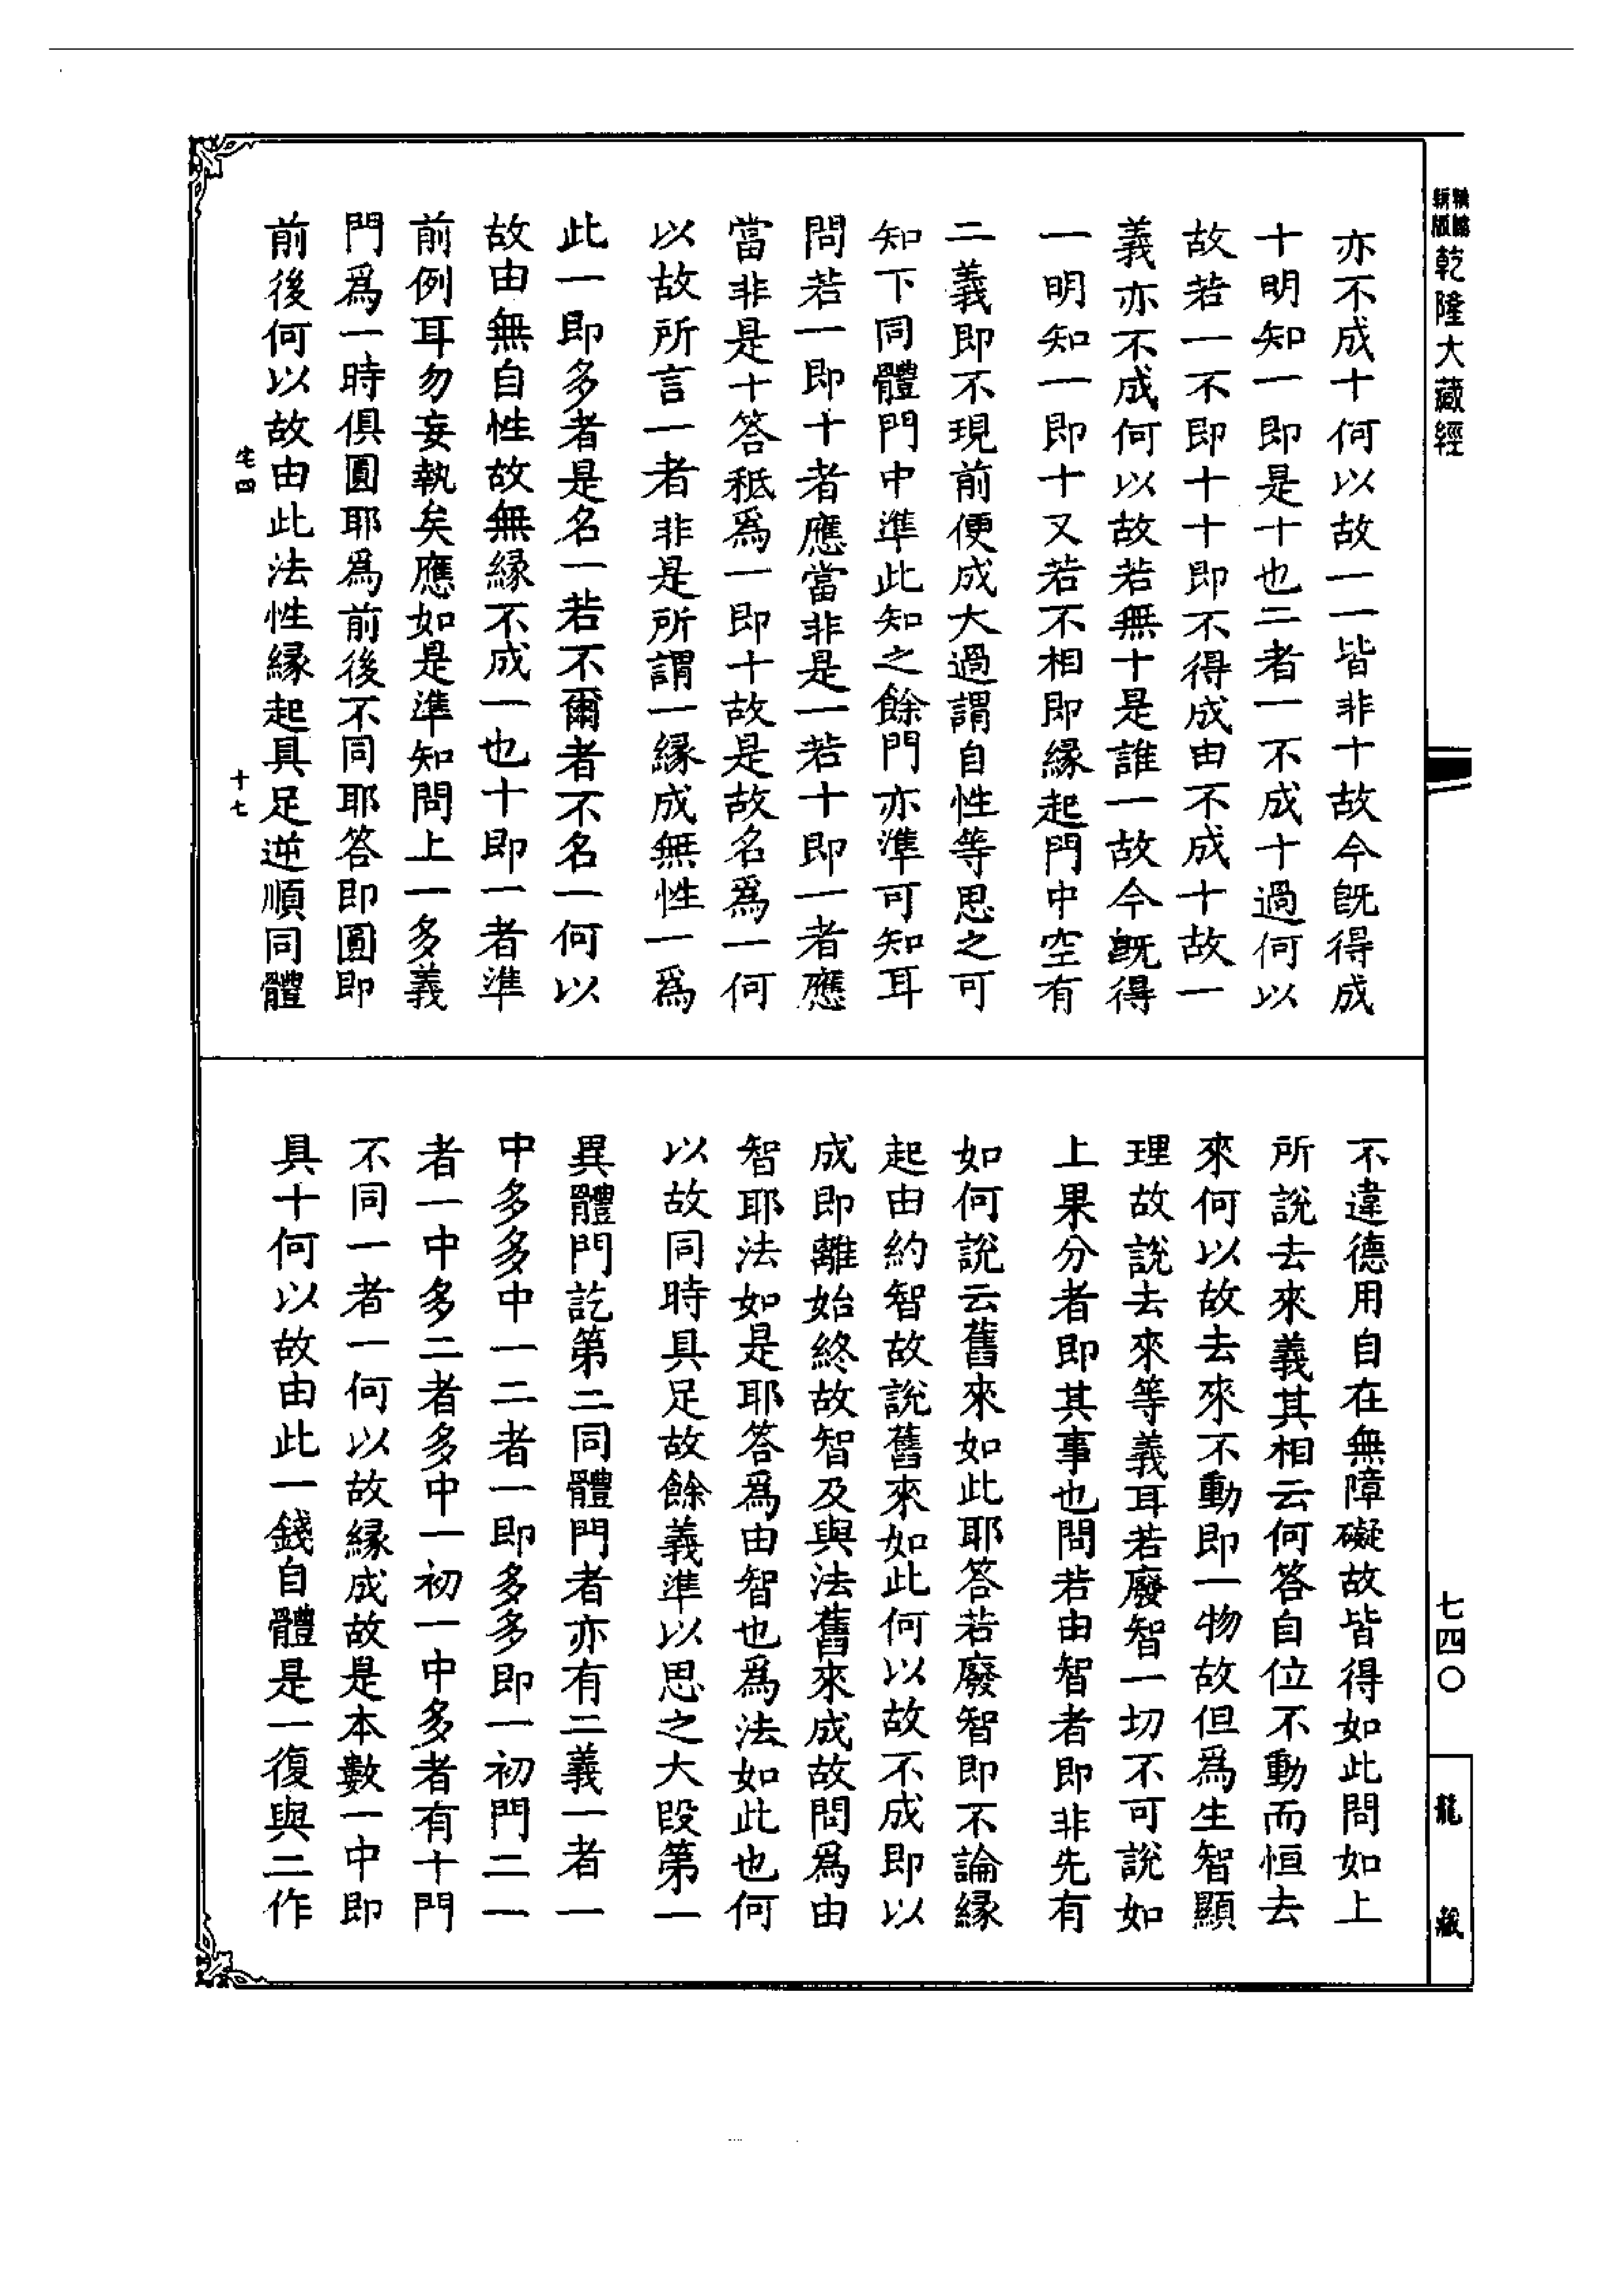 新編
縮版
乾隆大藏經
七四〇
龍藏
亦不成十何以故一一皆非十故今旣得成
十明知一即是十也二者一不成十過何以
故若一不即十十即不得成由不成十故一
義亦不成何以故若無十是誰一故今旣得
一明知一即十又若不相即縁起門中空有
二義即不現前便成大過謂自性等思之可
知下同體門中準此知之餘門亦準可知耳
問若一即十者應當非是一若十即一者應
當非是十答秪爲一即十故是故名爲一何
以故所言一者非是所謂一縁成無性一爲
此一即多者是名一若不爾者不名一何以
故由無自性故無縁不成一也十即一者準
前例耳勿妄執矣應如是準知問上一多義
門爲一時俱圓耶爲前後不同耶答即圓即
前後何以故由此法性縁起具足逆順同體
宅四
十七
不違德用自在無障礙故皆得如此問如上
所說去來義其相云何答自位不動而恒去
來何以故去來不動即一物故但爲生智顯
理故說去來等義耳若廢智一切不可說如
上果分者即其事也問若由智者即非先有
如何說云舊來如此耶答若廢智即不論縁
起由約智故說舊來如此何以故不成即以
成即離始終故智及與法舊來成故問爲由
智耶法如是耶答爲由智也爲法如此也何
以故同時具足故餘義準以思之大段第一
異體門訖第二同體門者亦有二義一者一
中多多中一二者一即多多即一初門二一
者一中多二者多中一初一中多者有十門
不同一者一何以故縁成故是本數一中即
具十何以故由此一錢自體是一復與二作